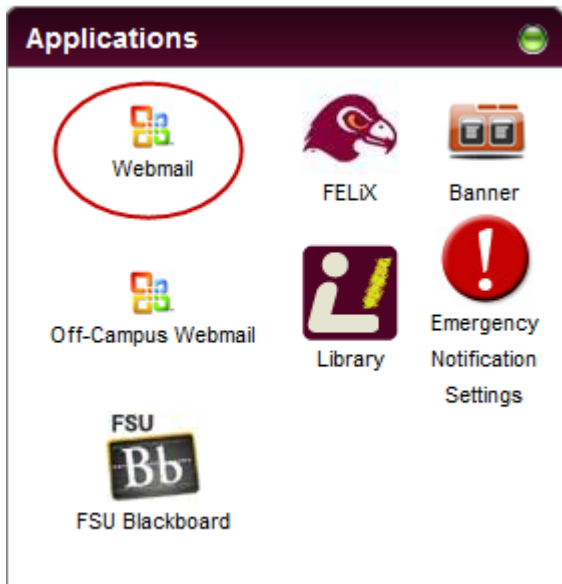 Applications
Webmail
FELiX
Banner
Off-Campus Webmail
Library
Emergency
Notification
Settings
FSU
Bb
FSU Blackboard